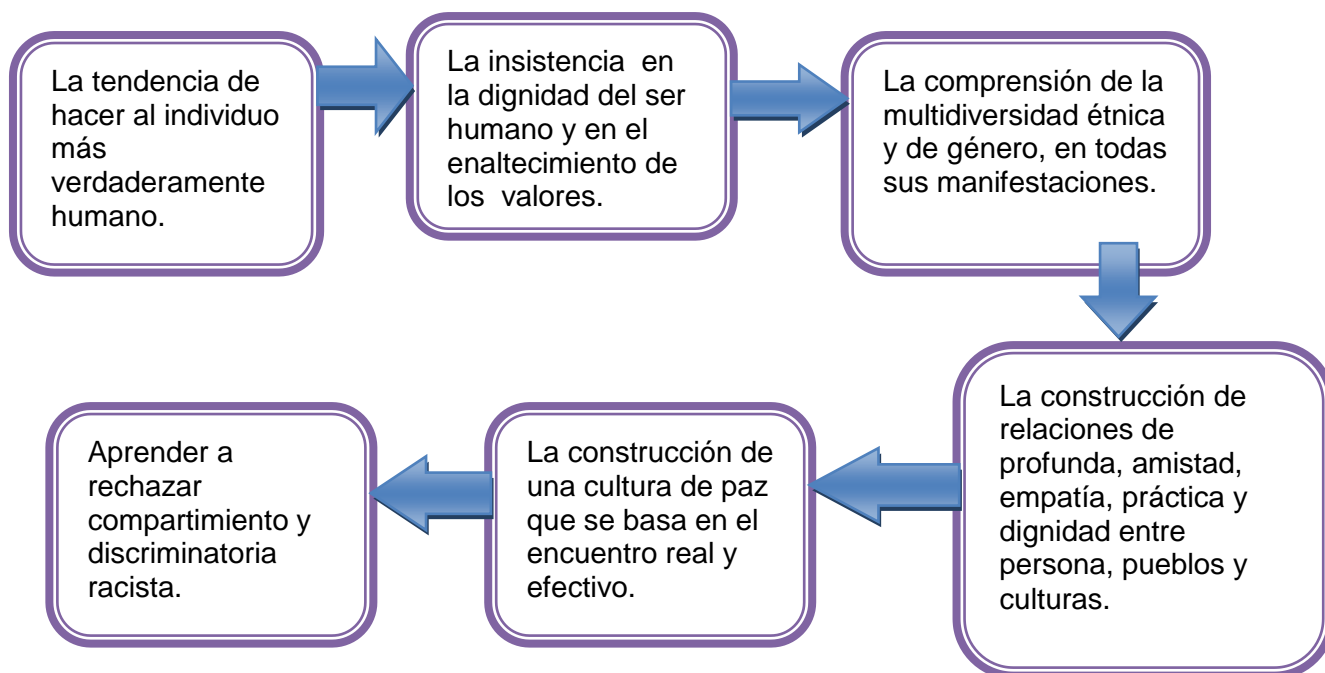 La tendencia de
hacer al individuo
más
verdaderamente
humano.
La insistencia  en
la dignidad del ser
humano y en el
enaltecimiento de
los  valores.
La comprensión de la
multidiversidad étnica
y de género, en todas
sus manifestaciones.
La construcción de
relaciones de
profunda, amistad,
empatía, práctica y
dignidad entre
persona, pueblos y
culturas.
La construcción de
una cultura de paz
que se basa en el
encuentro real y
efectivo.
Aprender a
rechazar
compartimiento y
discriminatoria
racista.